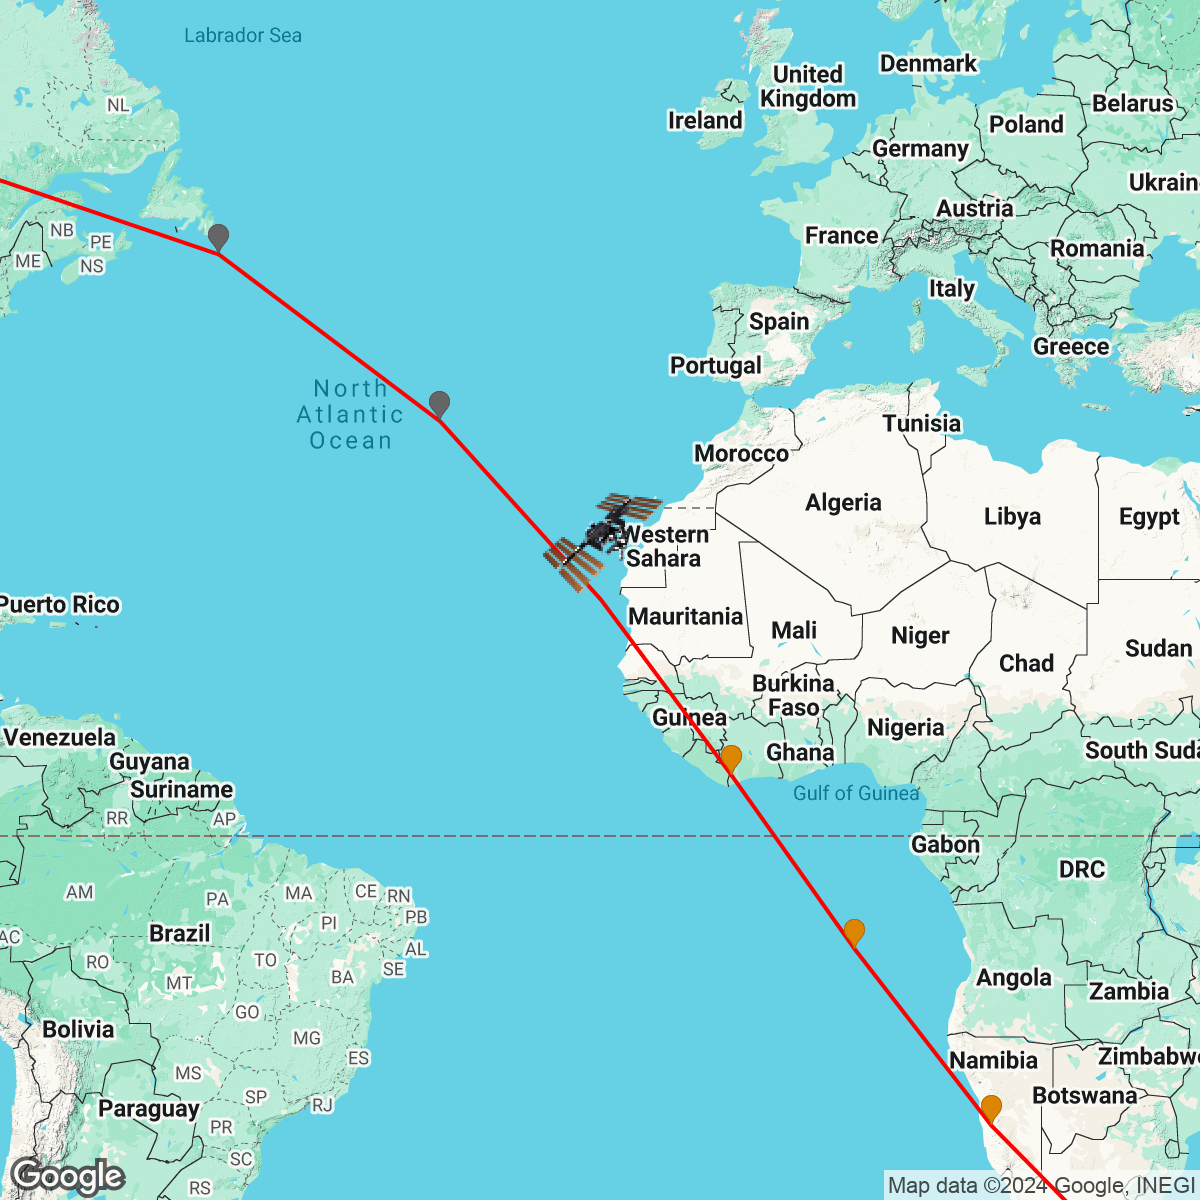 Labrador Sea
Denmark
United
Kingdom
Belarus
NL
Ireland
Poland
Germany
Ukrain
Austria
NB
PE
France
Romania
ME
NS
Italy
Spain
Greece
Portugal
North
Atlantic
Ocean
Tunisia
Morocco
Algeria
Libya
Egypt
Western
Sahara
Puerto Rico
Mauritania
Mali
Niger
Chad
Sudan
Burkina
Faso
Guinea
Nigeria
Venezuela
Ghana
South Suda
Guyana
Suriname
Gulf of Guinea
RR
AP
Gabon
DRC
AM
PA
MA
CE
RN
PB
PI
Brazil
AC
AL
RO
TO
SE
BA
MT
Angola
Zambia
GO
Bolivia
MG
ES
Namibia
Zimbabwe
MS
SP
RJ
Botswana
Paraguay
PR
SC
RS
Google
Map data ©2024 Google, INEGI